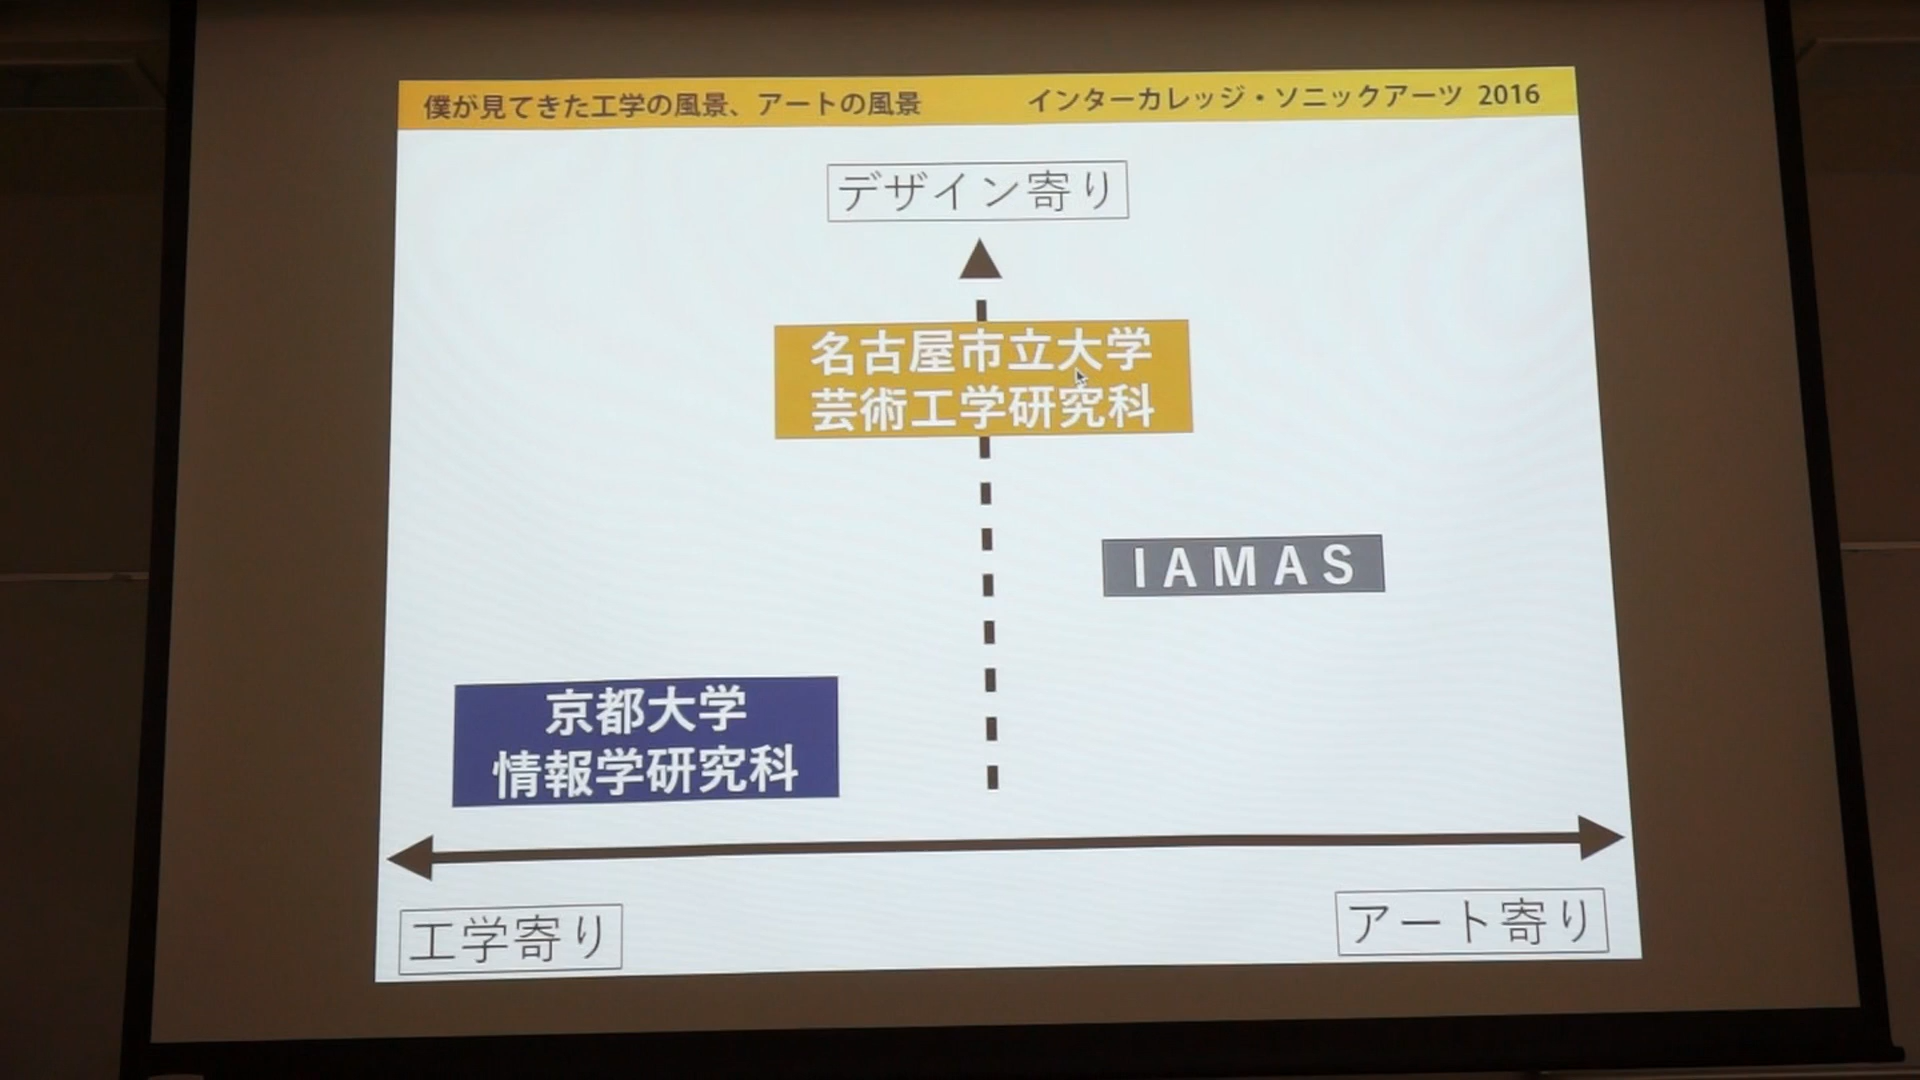 僕が見てきた工学の風景、アートの風景
インターカレッジ・ソニックアーツ 2016
デザイン寄り
名古屋市立大学
芸術工学研究科
IAMAS
京都大学
情報学研究科
工学寄り
アート寄り